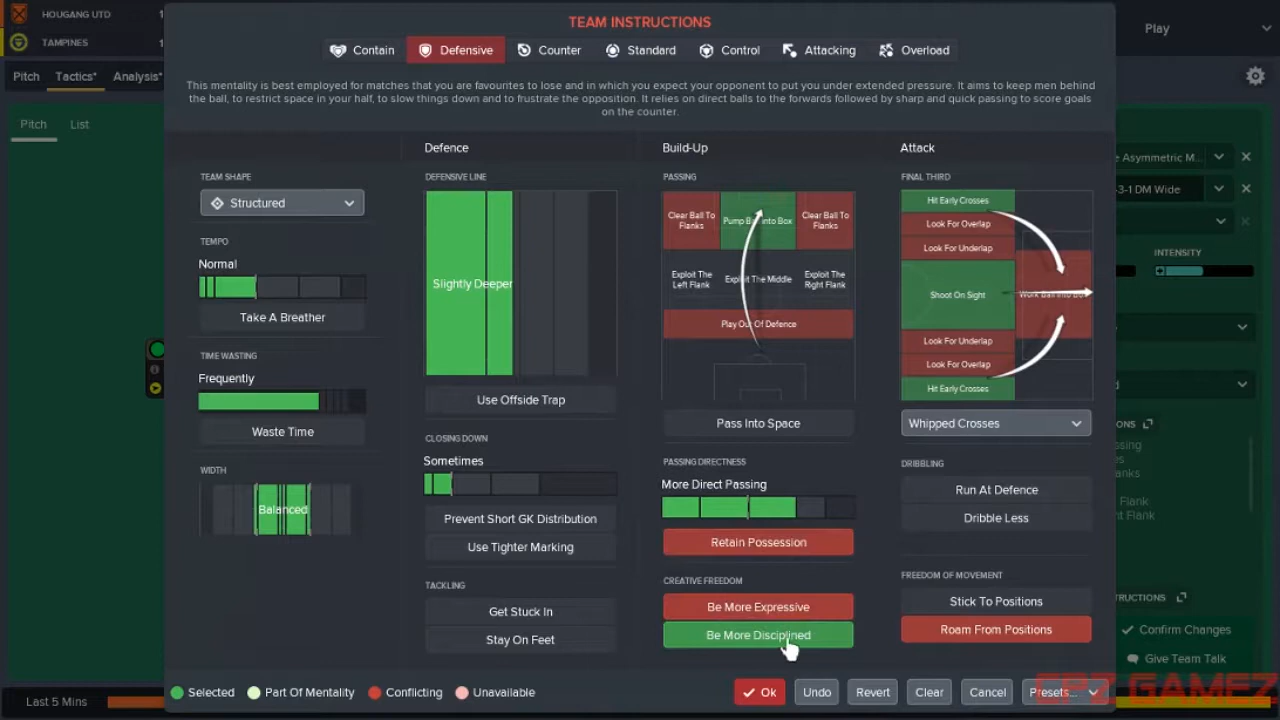 HOUGANG UTD
TAMPINES
Pitch
Tactics*
Analysis*
Pitch
List
Last 5 Mins
TEAM INSTRUCTIONS
Contain
Defensive
Counter
Standard
Control
Attacking
Overload
This mentality is best employed for matches that you are favourites to lose and in which you expect your opponent to put you under extended pressure. It aims to keep men behind
the ball, to restrict space in your half, to slow things down and to frustrate the opposition. It relies on direct balls to the forwards followed by sharp and quick passing to score goals
on the counter.
TEAM SHAPE
Structured
TEMPO
Normal
Take A Breather
TIME WASTING
Frequently
Waste Time
WIDTH
Balanced
Defence
DEFENSIVE LINE
Slightly Deeper
Use Offside Trap
CLOSING DOWN
Sometimes
Prevent Short GK Distribution
Use Tighter Marking
TACKLING
Get Stuck In
Stay On Feet
Build-Up
PASSING
Clear Ball To
Flanks
Pump Ball Into Box
Clear Ball To
Flanks
Exploit The
Left Flank
Exploit The Middle
Exploit The
Right Flank
Play Out Of Defence
Pass Into Space
PASSING DIRECTNESS
More Direct Passing
Retain Possession
CREATIVE FREEDOM
Be More Expressive
Be More Disciplined
Attack
FINAL THIRD
Hit Early Crosses
Look For Overlap
Look For Underlap
Shoot On Sight
Work Ball Into Box
Look For Underlap
Look For Overlap
Hit Early Crosses
Whipped Crosses
DRIBBLING
Run At Defence
Dribble Less
FREEDOM OF MOVEMENT
Stick To Positions
Roam From Positions
Selected
Part Of Mentality
Conflicting
Unavailable
Ok
Undo
Revert
Clear
Cancel
Presets...
Play
Asymmetric M...
-3-1 DM Wide
INTENSITY
Flank
Flank
Confirm Changes
Give Team Talk
GAMEZ